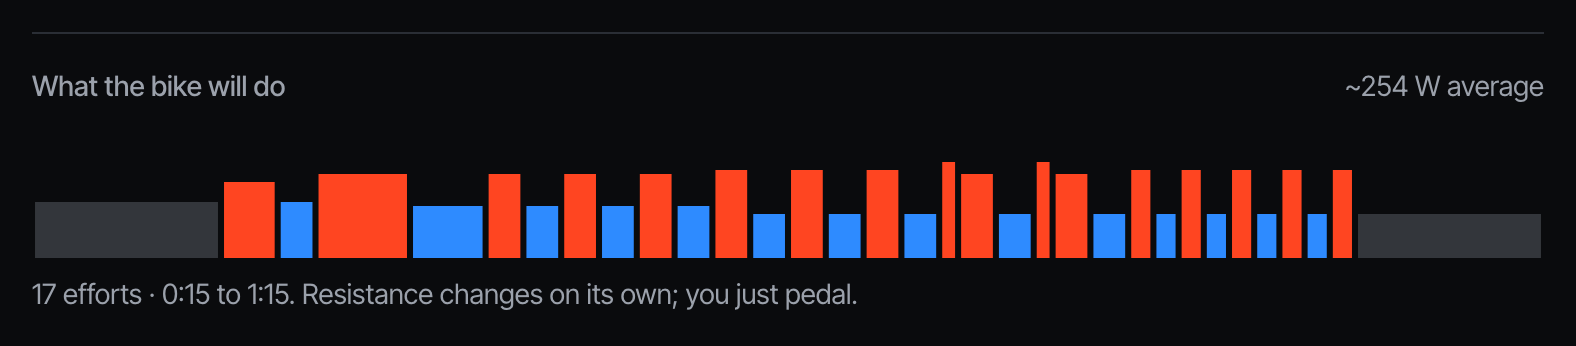 What the bike will do
~254 W average
17 efforts · 0:15 to 1:15. Resistance changes on its own; you just pedal.